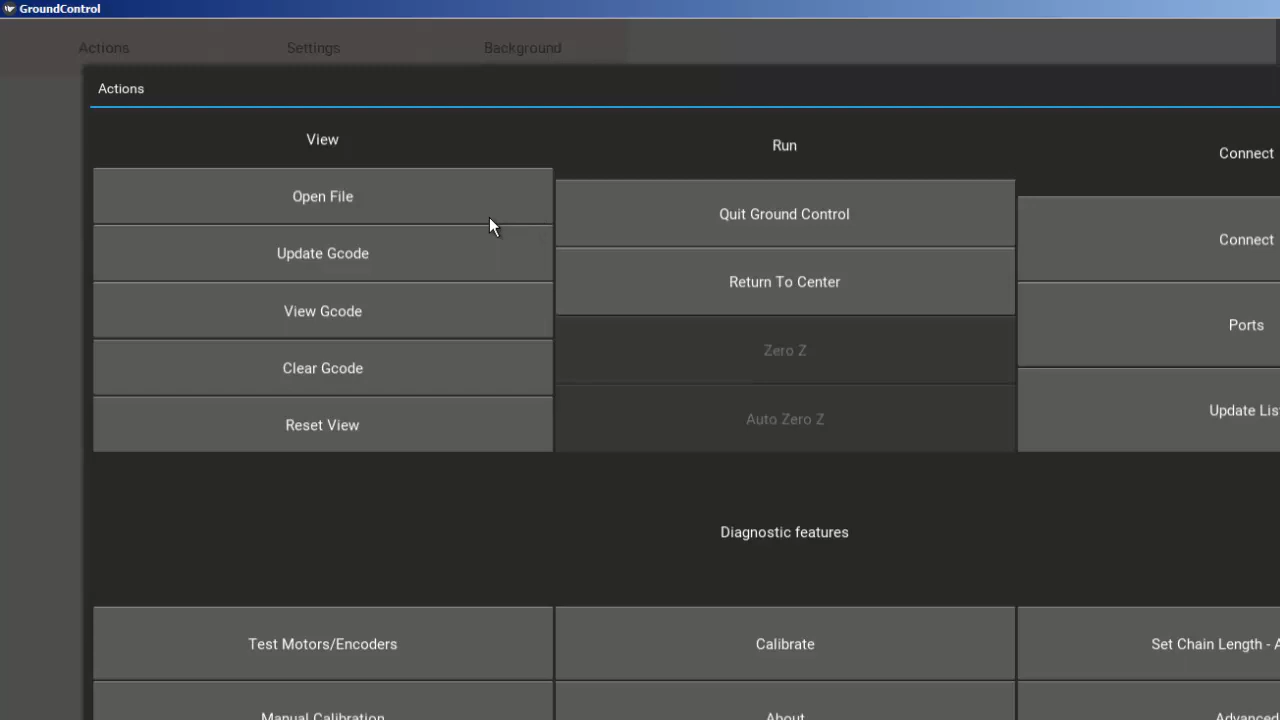 GroundControl
Actions Settings Background
Actions
View
Open File
Update Gcode
View Gcode
Clear Gcode
Reset View
Run
Quit Ground Control
Return To Center
Zero Z
Auto Zero Z
Connect
Connect
Ports
Update Lis
Diagnostic features
Test Motors/Encoders
Calibrate
Set Chain Length - A
Manual Calibration
About
Advanced